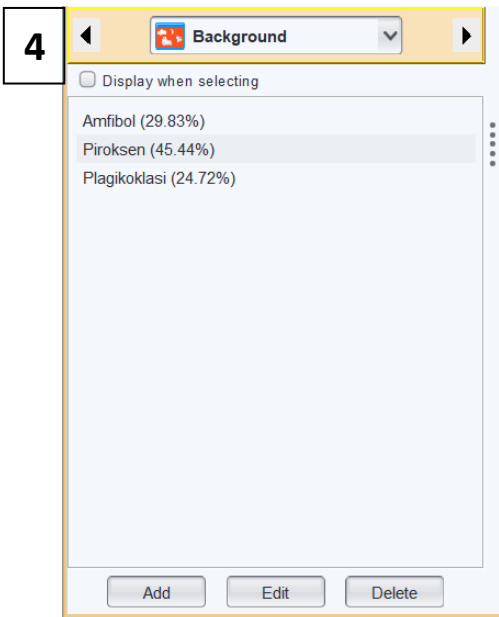 4
Background
Display when selecting
Amfibol (29.83%)
Piroksen (45.44%)
Plagikoklasi (24.72%)
Add Edit Delete